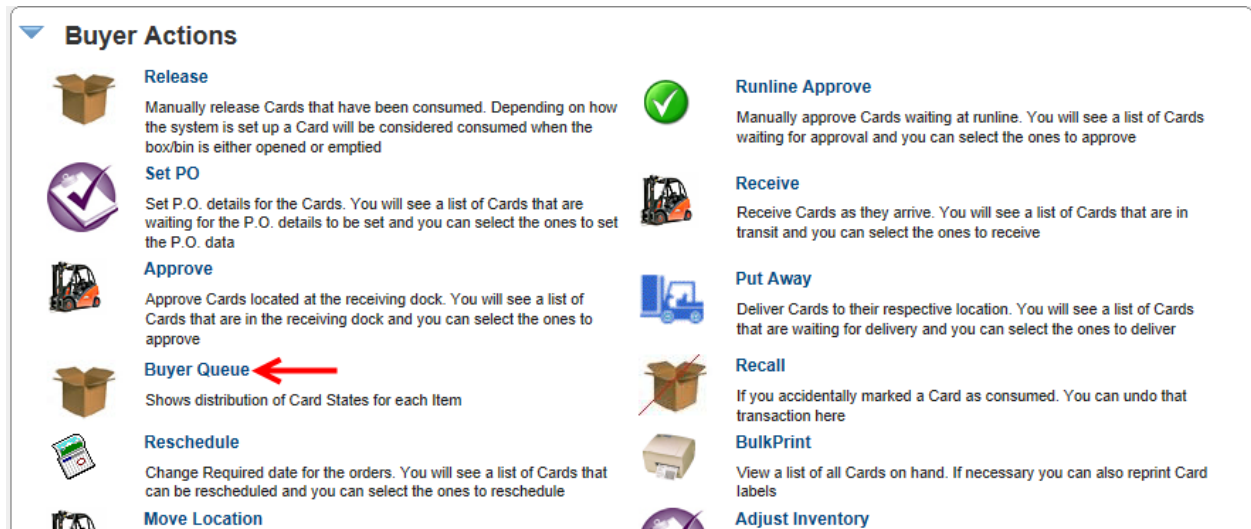 Buyer Actions
Release
Manually release Cards that have been consumed. Depending on how
the system is set up a Card will be considered consumed when the
box/bin is either opened or emptied
Set PO
Set P.O. details for the Cards. You will see a list of Cards that are
waiting for the P.O. details to be set and you can select the ones to set
the P.O. data
Approve
Approve Cards located at the receiving dock. You will see a list of
Cards that are in the receiving dock and you can select the ones to
approve
Buyer Queue
Shows distribution of Card States for each Item
Reschedule
Change Required date for the orders. You will see a list of Cards that
can be rescheduled and you can select the ones to reschedule
Move Location
Runline Approve
Manually approve Cards waiting at runline. You will see a list of Cards
waiting for approval and you can select the ones to approve
Receive
Receive Cards as they arrive. You will see a list of Cards that are in
transit and you can select the ones to receive
Put Away
Deliver Cards to their respective location. You will see a list of Cards
that are waiting for delivery and you can select the ones to deliver
Recall
If you accidentally marked a Card as consumed. You can undo that
transaction here
BulkPrint
View a list of all Cards on hand. If necessary you can also reprint Card
labels
Adjust Inventory